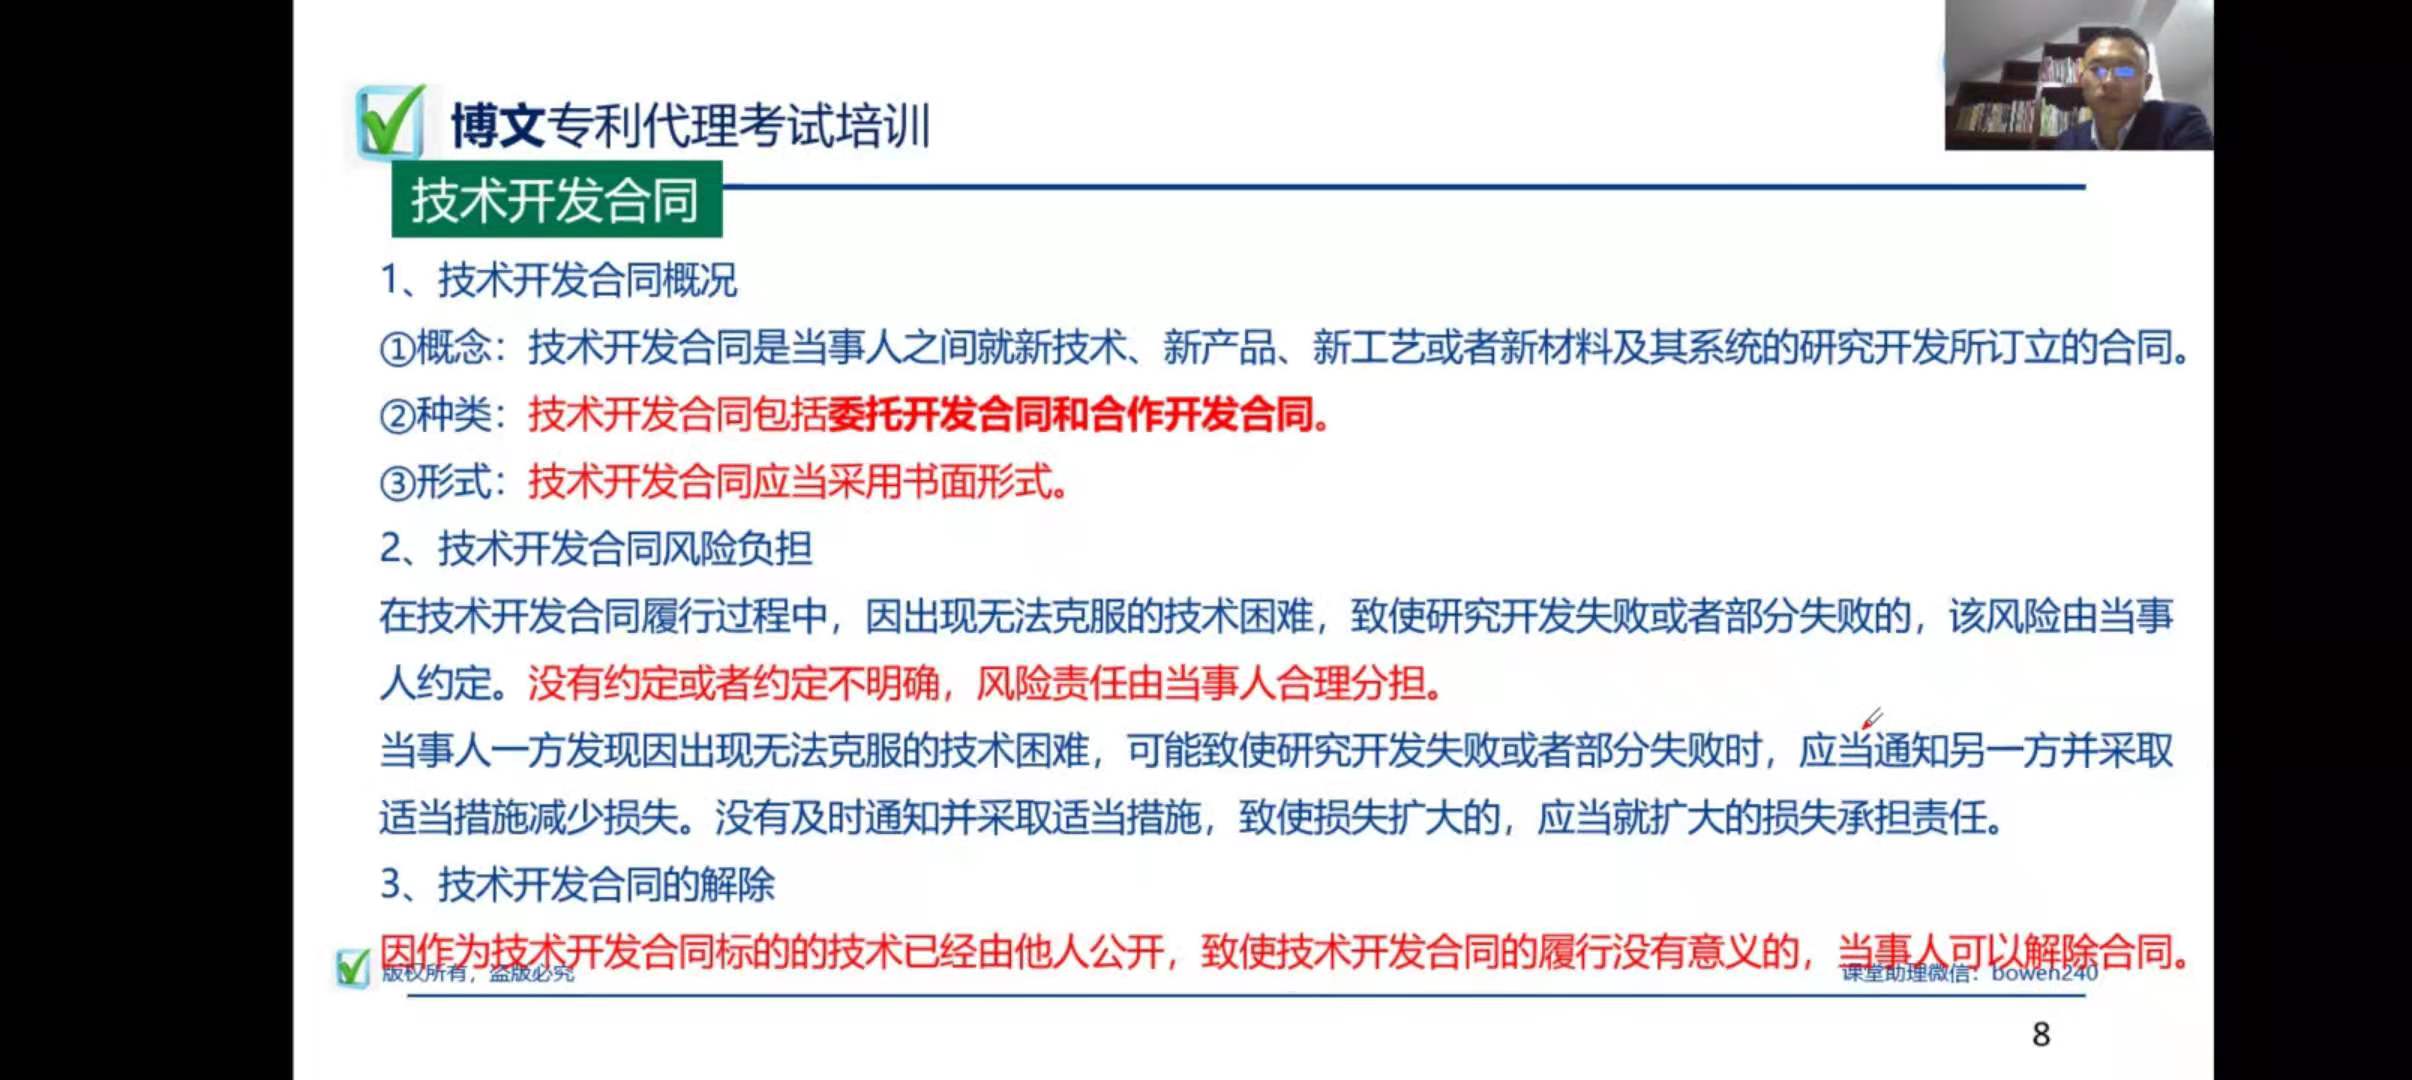 博文专利代理考试培训
技术开发合同
1、技术开发合同概况
①概念：技术开发合同是当事人之间就新技术、新产品、新工艺或者新材料及其系统的研究开发所订立的合同。
②种类：技术开发合同包括委托开发合同和合作开发合同。
③形式：技术开发合同应当采用书面形式。
2、技术开发合同风险负担
在技术开发合同履行过程中，因出现无法克服的技术困难，致使研究开发失败或者部分失败的，该风险由当事
人约定。没有约定或者约定不明确，风险责任由当事人合理分担。
当事人一方发现因出现无法克服的技术困难，可能致使研究开发失败或者部分失败时，应当通知另一方并采取
适当措施减少损失。没有及时通知并采取适当措施，致使损失扩大的，应当就扩大的损失承担责任。
3、技术开发合同的解除
因作为技术开发合同标的的技术已经由他人公开，致使技术开发合同的履行没有意义的，当事人可以解除合同。
版权所有，盗版必究
课堂助理微信：bowen240
8